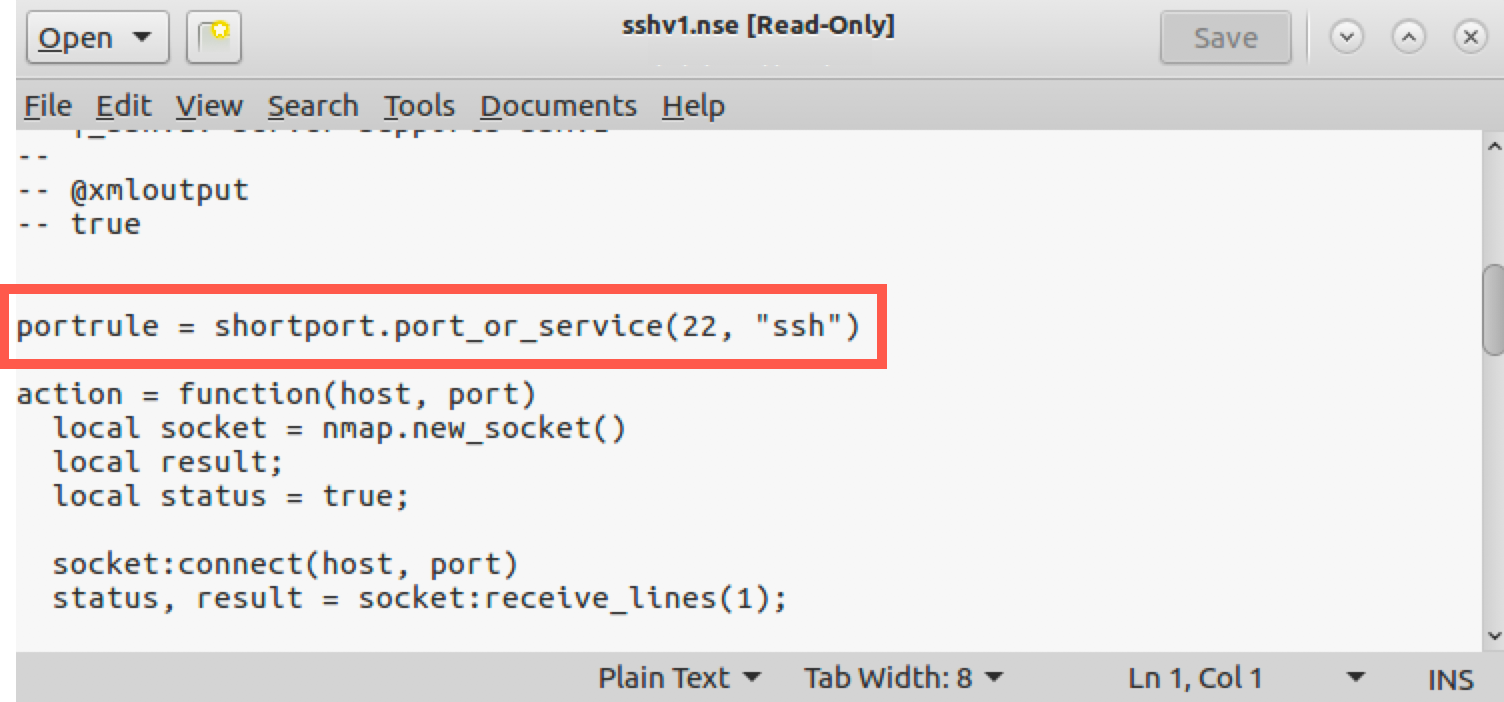 Open
sshv1.nse [Read-Only]
Save
File Edit View Search Tools Documents Help
--
-- @xmloutput
-- true
portrule = shortport.port_or_service(22, "ssh")
action = function(host, port)
local socket = nmap.new_socket()
local result;
local status = true;
socket:connect(host, port)
status, result = socket:receive_lines(1);
Plain Text Tab Width: 8 Ln 1, Col 1 INS